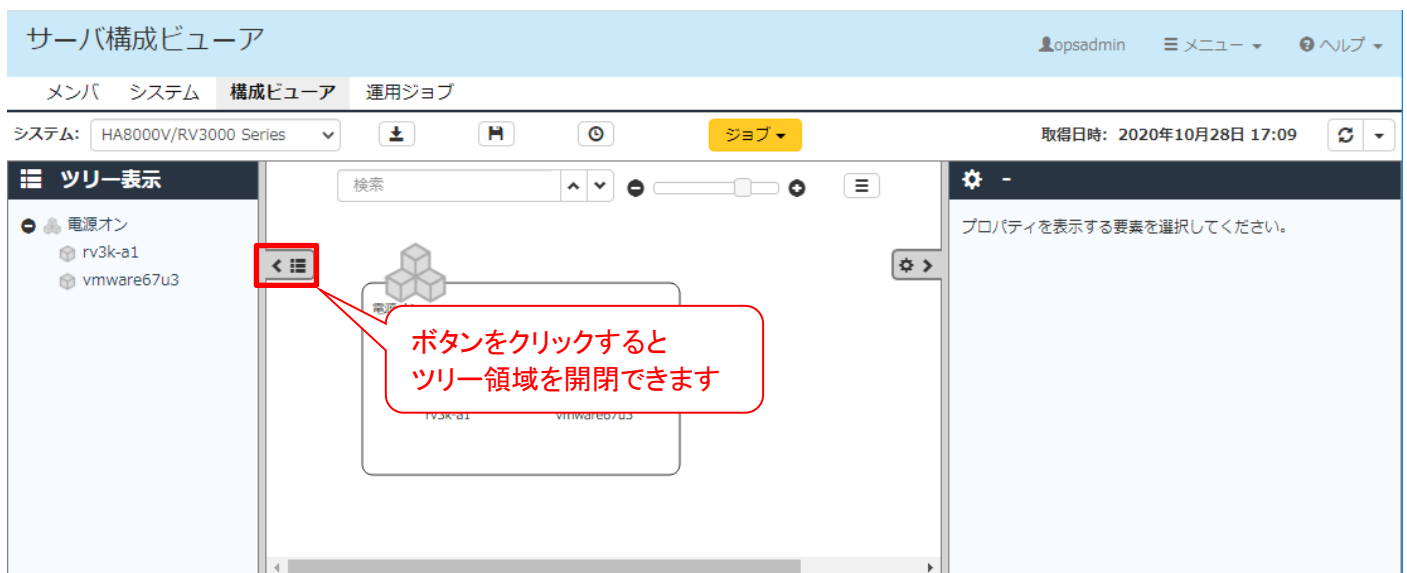 サーバ構成ビューア
opsadmin メニュー ヘルプ
メンバ システム 構成ビューア 運用ジョブ
システム: HA8000V/RV3000 Series ジョブ 取得日時: 2020年10月28日 17:09
ツリー表示
検索
-
電源オン
rv3k-a1
vmware67u3
プロパティを表示する要素を選択してください。
ボタンをクリックすると
ツリー領域を開閉できます
rv3k-a1 vmware67u3